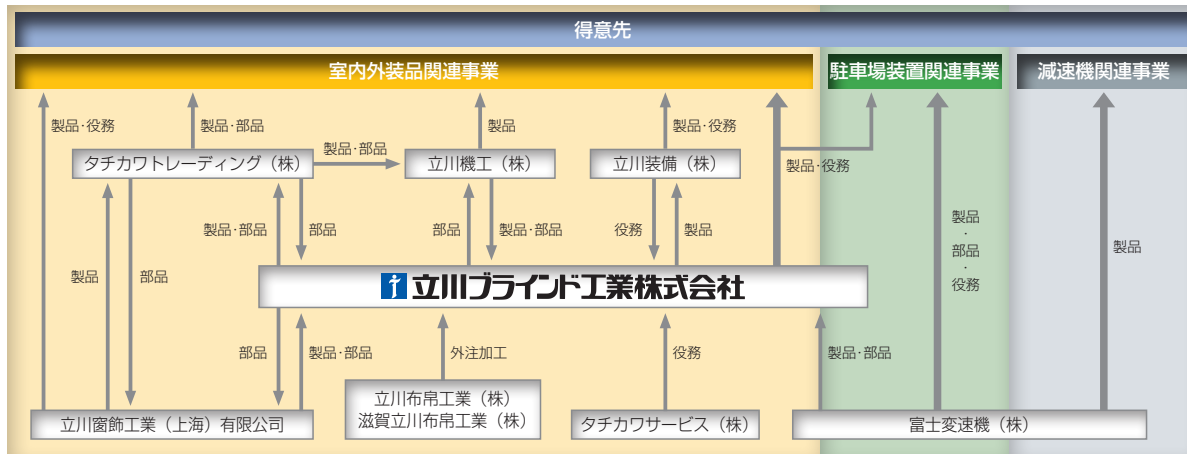 得意先
室内外装品関連事業
駐車場装置関連事業
減速機関連事業
製品・役務
製品・部品
製品
製品・役務
製品・役務
タチカワトレーディング（株）
製品・部品
立川機工（株）
立川装備（株）
製品
部品
製品・部品
部品
部品
製品・部品
役務
製品
製品
・
部品
・
役務
製品
立川ブラインド工業株式会社
部品
製品・部品
外注加工
役務
製品・部品
立川窗飾工業（上海）有限公司
立川布帛工業（株）
滋賀立川布帛工業（株）
タチカワサービス（株）
富士変速機（株）